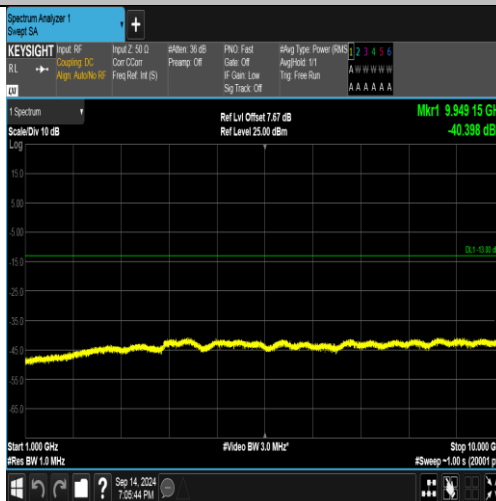 Spectrum Analyzer 1
Swept SA
+
KEYSIGHT
RL
Input: RF
Coupling: DC
Align: Auto/No RF
Input Z: 50 Ω
Corr CCorr
Freq Ref: Int (S)
#Atten: 36 dB
Preamp: Off
PNO: Fast
Gate: Off
IF Gain: Low
Sig Track: Off
#Avg Type: Power (RMS
Avg|Hold: 1/1
Trig: Free Run
1 2 3 4 5 6
A W W W W W
A A A A A A
1 Spectrum
Scale/Div 10 dB
Log
Ref Lvl Offset 7.67 dB
Ref Level 25.00 dBm
Mkr1 9.949 15 GH
-40.398 dB
15.0
5.00
-5.00
-15.0
-25.0
-35.0
-45.0
-55.0
-65.0
DL1 -13.00 d
Start 1.000 GHz
#Res BW 1.0 MHz
#Video BW 3.0 MHz*
Stop 10.000 G
#Sweep ~1.00 s (20001 p
?
Sep 14, 2024
7:05:44 PM